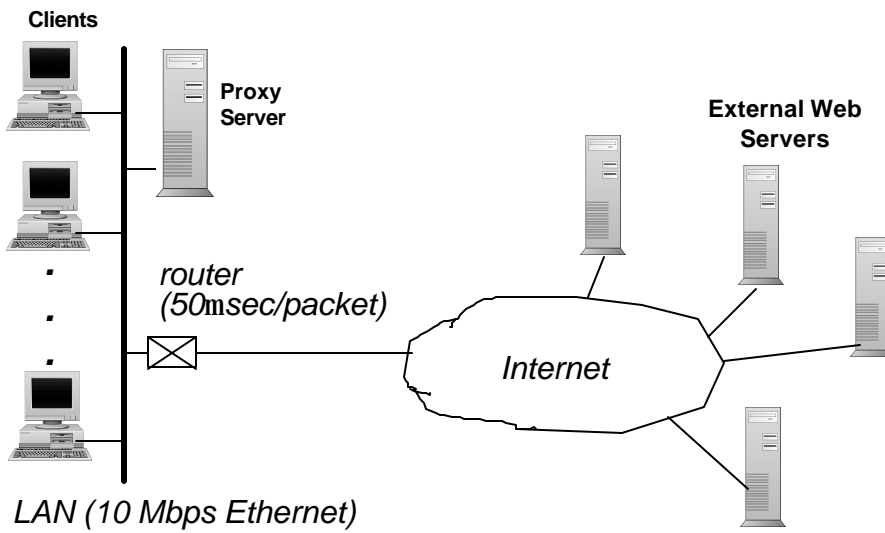 Clients
Proxy
Server
External Web
Servers
router
(50msec/packet)
Internet
LAN (10 Mbps Ethernet)